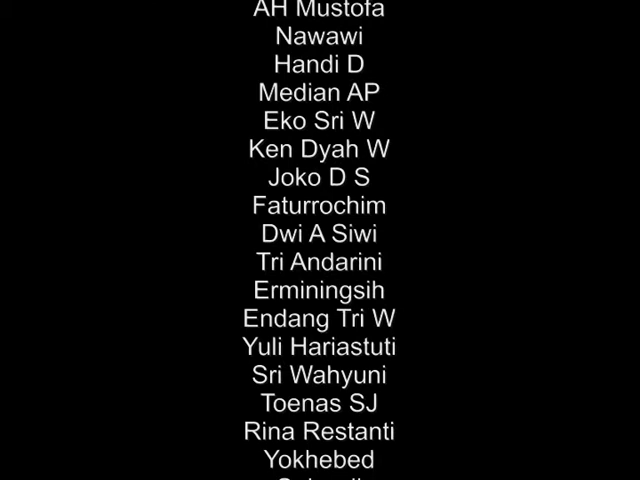 AH Mustofa
Nawawi
Handi D
Median AP
Eko Sri W
Ken Dyah W
Joko D S
Faturrochim
Dwi A Siwi
Tri Andarini
Erminingsih
Endang Tri W
Yuli Hariastuti
Sri Wahyuni
Toenas SJ
Rina Restanti
Yokhebed